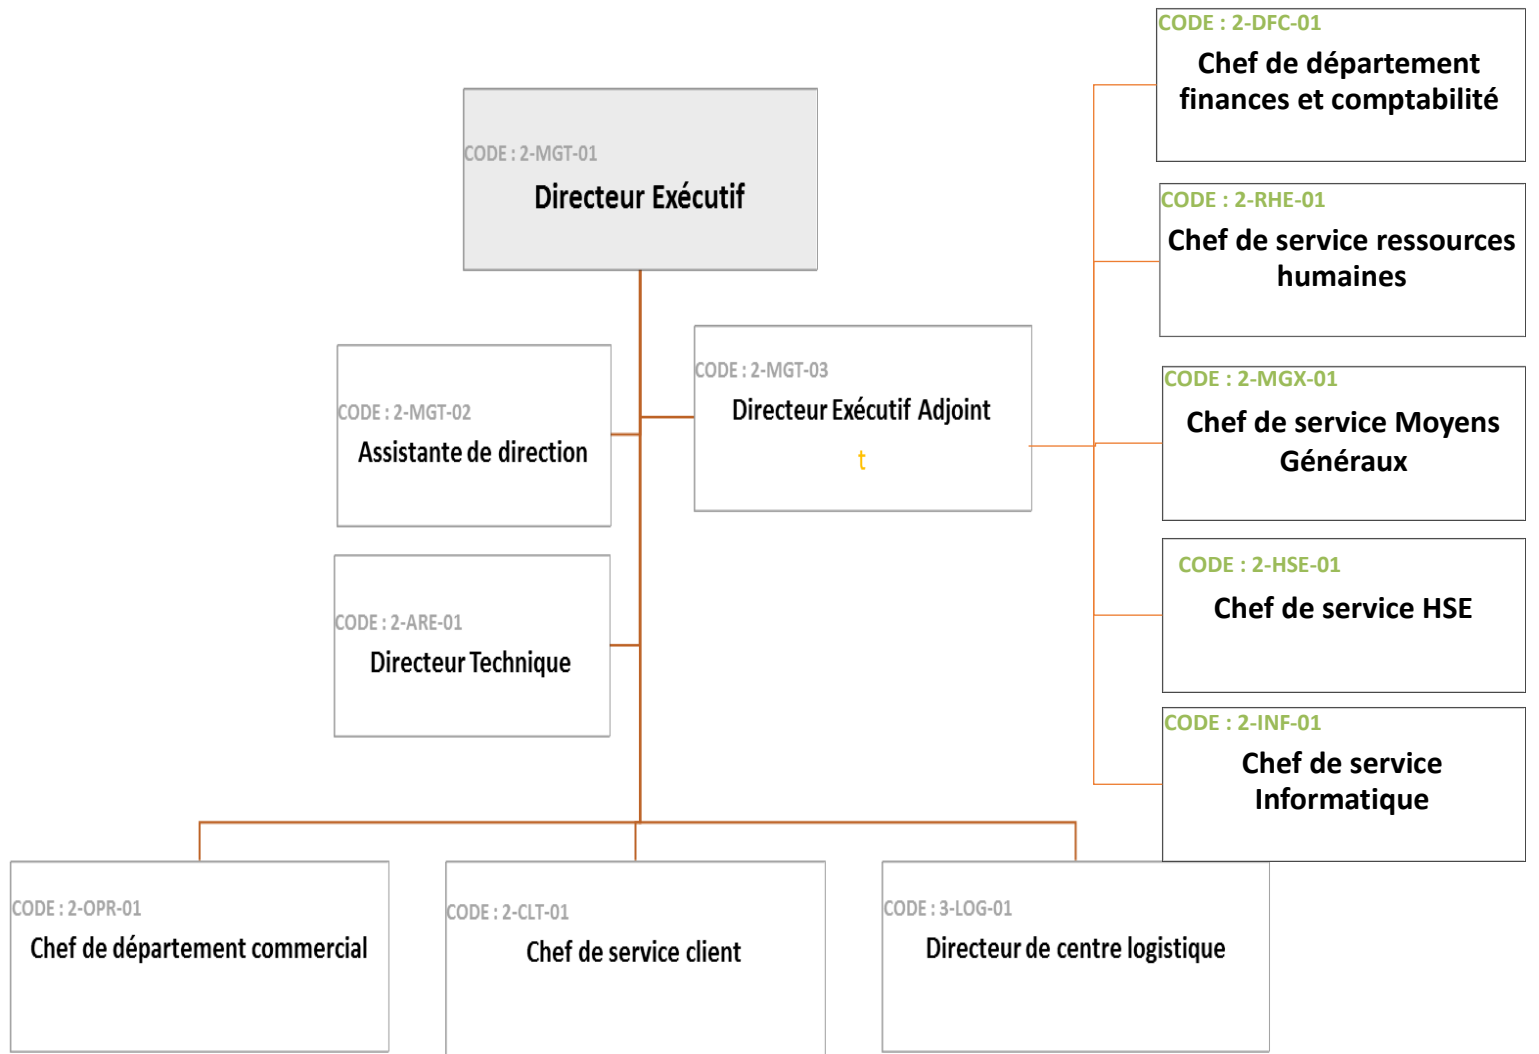 CODE : 2-DFC-01
Chef de département
finances et comptabilité
CODE : 2-MGT-01
Directeur Exécutif
CODE : 2-RHE-01
Chef de service ressources
humaines
CODE : 2-MGT-03
Directeur Exécutif Adjoint
t
CODE : 2-MGT-02
Assistante de direction
CODE : 2-MGX-01
Chef de service Moyens
Généraux
CODE : 2-ARE-01
Directeur Technique
CODE : 2-HSE-01
Chef de service HSE
CODE : 2-INF-01
Chef de service
Informatique
CODE : 2-OPR-01
Chef de département commercial
CODE : 2-CLT-01
Chef de service client
CODE : 3-LOG-01
Directeur de centre logistique